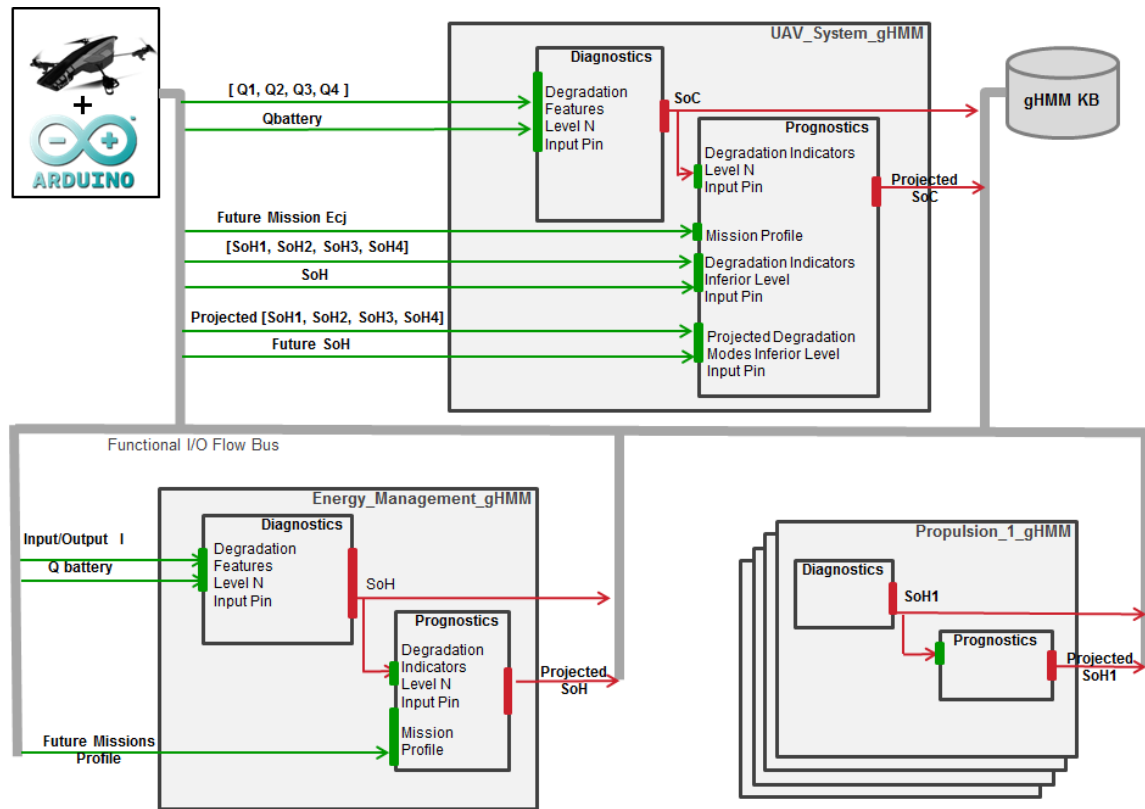 UAV_System_gHMM
Diagnostics
[ Q1, Q2, Q3, Q4 ]
Qbattery
Degradation
Features
Level N
Input Pin
SoC
gHMM KB
+
ARDUINO
Prognostics
Degradation Indicators
Level N
Input Pin
Projected
SoC
Future Mission Ecj
Mission Profile
[SoH1, SoH2, SoH3, SoH4]
SoH
Degradation Indicators
Inferior Level
Input Pin
Projected [SoH1, SoH2, SoH3, SoH4]
Future SoH
Projected Degradation
Modes Inferior Level
Input Pin
Functional I/O Flow Bus
Energy_Management_gHMM
Diagnostics
Input/Output I
Q battery
Degradation
Features
Level N
Input Pin
SoH
Prognostics
Degradation
Indicators
Level N
Input Pin
Projected
SoH
Future Missions
Profile
Mission
Profile
Propulsion_1_gHMM
Diagnostics
SoH1
Prognostics
Projected
SoH1